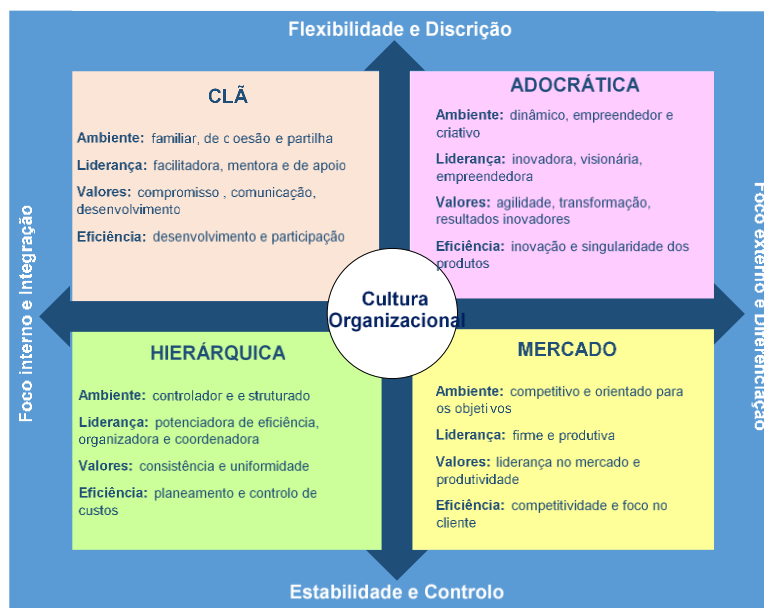 Flexibilidade e Discrição
CLÃ
Ambiente: familiar, de coesão e partilha
Liderança: facilitadora, mentora e de apoio
Valores: compromisso , comunicação,
desenvolvimento
Eficiência: desenvolvimento e participação
ADOCRÁTICA
Ambiente: dinâmico, empreendedor e
criativo
Liderança: inovadora, visionária,
empreendedora
Valores: agilidade, transformação,
resultados inovadores
Eficiência: inovação e singularidade dos
produtos
Foco interno e Integração
Cultura
Organizacional
Foco externo e Diferenciação
HIERÁRQUICA
Ambiente: controlador e e struturado
Liderança: potenciadora de eficiência,
organizadora e coordenadora
Valores: consistência e uniformidade
Eficiência: planeamento e controlo de
custos
MERCADO
Ambiente: competitivo e orientado para
os objetivos
Liderança: firme e produtiva
Valores: liderança no mercado e
produtividade
Eficiência: competitividade e foco no
cliente
Estabilidade e Controlo